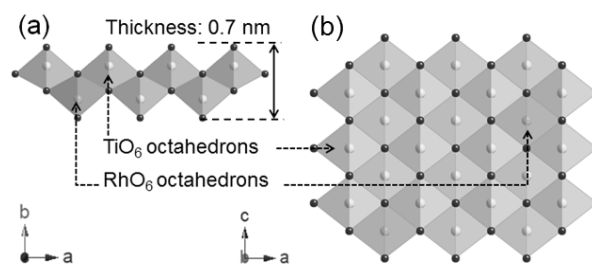 (a)
Thickness: 0.7 nm
(b)
TiO₆ octahedrons
RhO₆ octahedrons
b
a
c
b
a